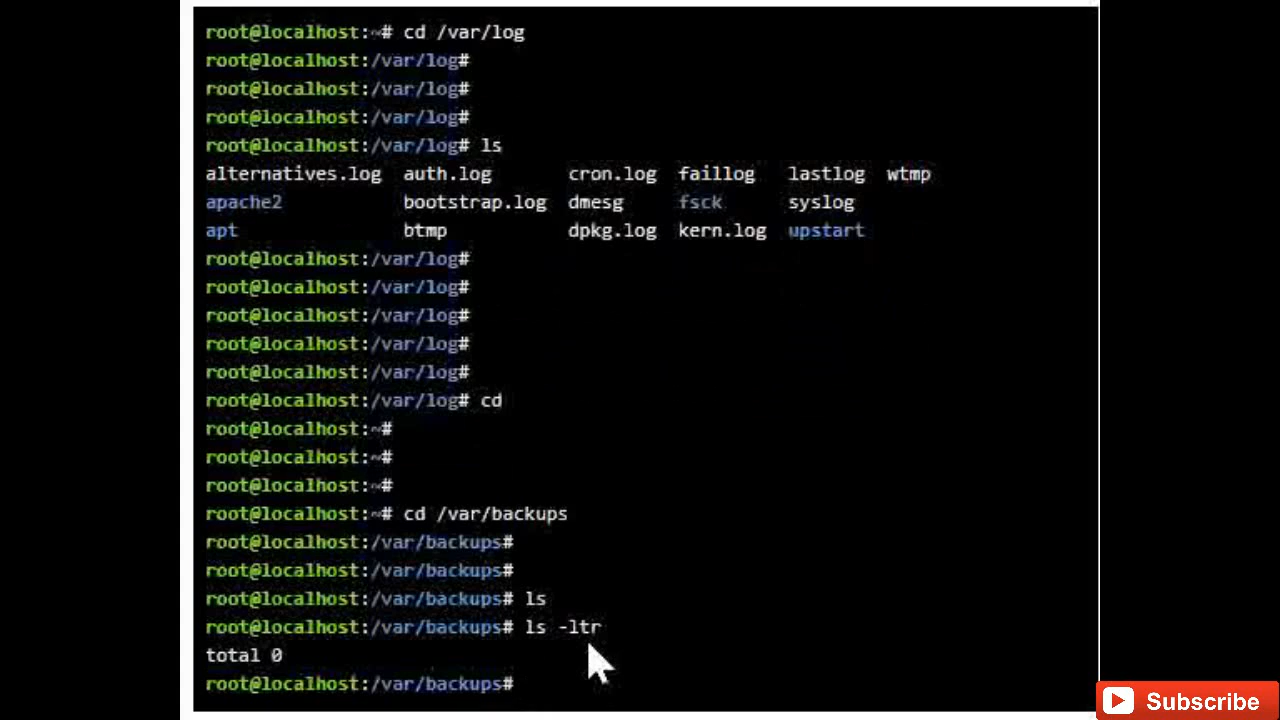 root@localhost:~# cd /var/log
root@localhost:/var/log#
root@localhost:/var/log#
root@localhost:/var/log#
root@localhost:/var/log# ls
alternatives.log auth.log cron.log faillog lastlog wtmp
apache2 bootstrap.log dmesg fsck syslog
apt btmp dpkg.log kern.log upstart
root@localhost:/var/log#
root@localhost:/var/log#
root@localhost:/var/log#
root@localhost:/var/log#
root@localhost:/var/log#
root@localhost:/var/log# cd
root@localhost:~#
root@localhost:~#
root@localhost:~#
root@localhost:~# cd /var/backups
root@localhost:/var/backups#
root@localhost:/var/backups#
root@localhost:/var/backups# ls
root@localhost:/var/backups# ls -ltr
total 0
root@localhost:/var/backups#
Subscribe